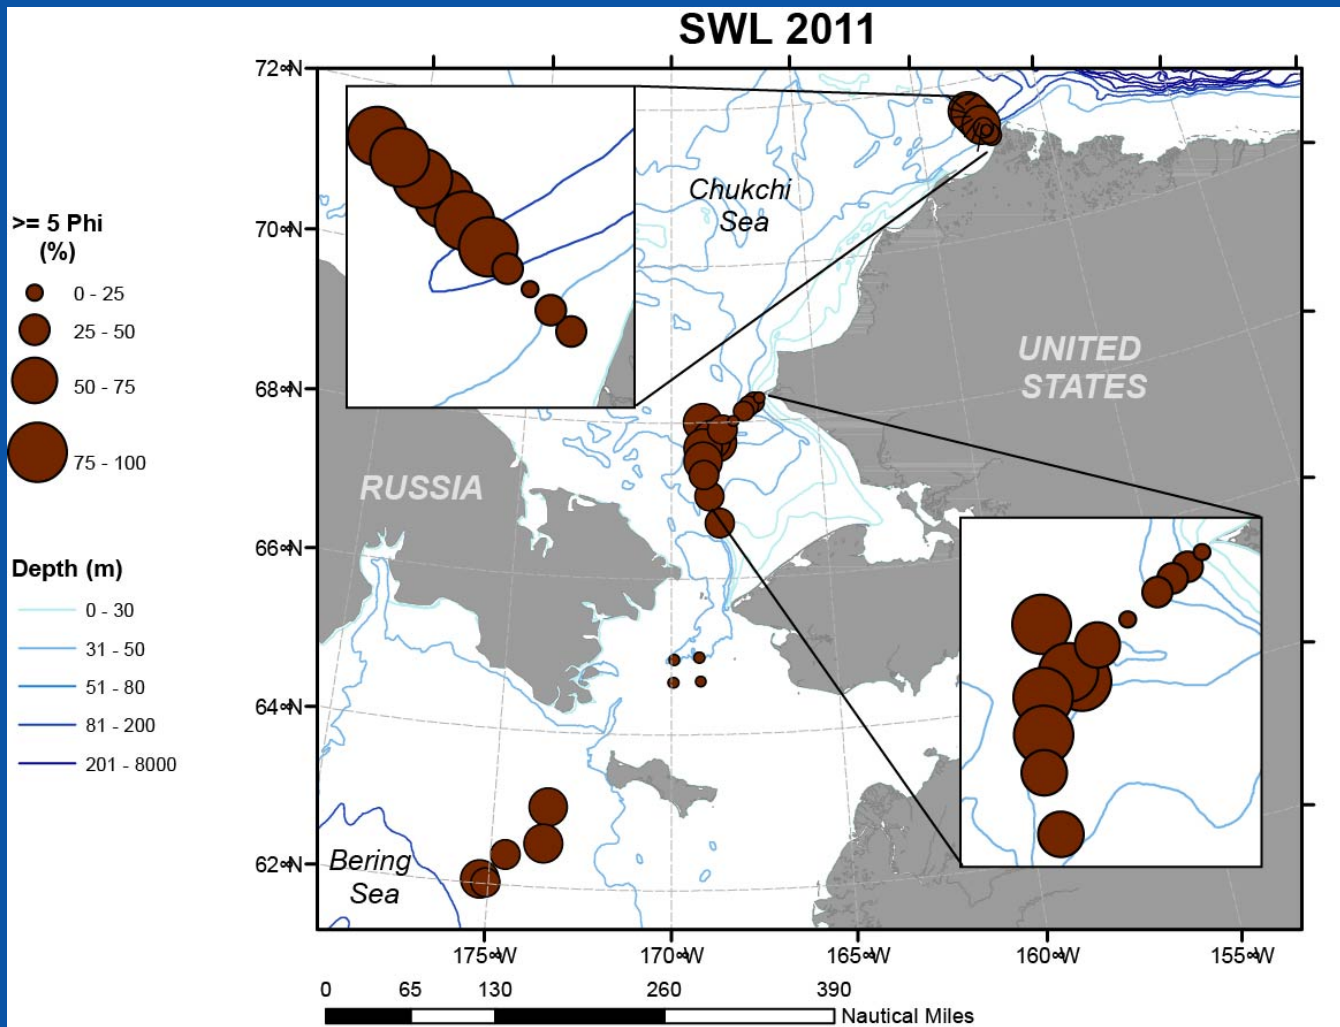 SWL 2011
72°N
70°N
68°N
66°N
64°N
62°N
>= 5 Phi
(%)
0 - 25
25 - 50
50 - 75
75 - 100
Depth (m)
0 - 30
31 - 50
51 - 80
81 - 200
201 - 8000
Chukchi
Sea
UNITED
STATES
RUSSIA
Bering
Sea
175°W
170°W
165°W
160°W
155°W
0
65
130
260
390
Nautical Miles